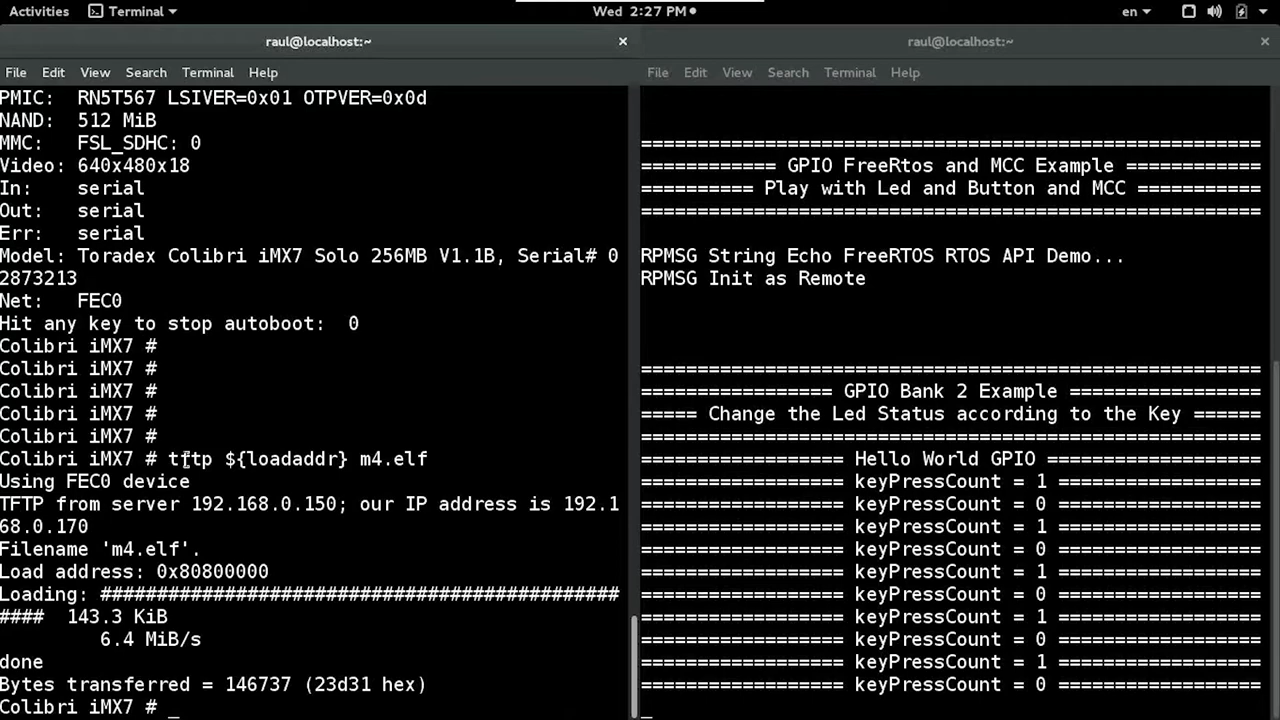 Activities Terminal Wed 2:27 PM en
raul@localhost:~
File Edit View Search Terminal Help
PMIC: RN5T567 LSIVER=0x01 OTPVER=0x0d
NAND: 512 MiB
MMC: FSL_SDHC: 0
Video: 640x480x18
In: serial
Out: serial
Err: serial
Model: Toradex Colibri iMX7 Solo 256MB V1.1B, Serial# 0
2873213
Net: FEC0
Hit any key to stop autoboot: 0
Colibri iMX7 #
Colibri iMX7 #
Colibri iMX7 #
Colibri iMX7 #
Colibri iMX7 #
Colibri iMX7 # tftp ${loadaddr} m4.elf
Using FEC0 device
TFTP from server 192.168.0.150; our IP address is 192.1
68.0.170
Filename 'm4.elf'.
Load address: 0x80800000
Loading: ##############################################
#### 143.3 KiB
6.4 MiB/s
done
Bytes transferred = 146737 (23d31 hex)
Colibri iMX7 # _
raul@localhost:~
File Edit View Search Terminal Help
=======================================================
============ GPIO FreeRtos and MCC Example ============
========== Play with Led and Button and MCC ===========
=======================================================
RPMSG String Echo FreeRTOS RTOS API Demo...
RPMSG Init as Remote
=======================================================
================= GPIO Bank 2 Example ==================
===== Change the Led Status according to the Key ======
=======================================================
================== Hello World GPIO ====================
================== keyPressCount = 1 ==================
================== keyPressCount = 0 ==================
================== keyPressCount = 1 ==================
================== keyPressCount = 0 ==================
================== keyPressCount = 1 ==================
================== keyPressCount = 0 ==================
================== keyPressCount = 1 ==================
================== keyPressCount = 0 ==================
================== keyPressCount = 1 ==================
================== keyPressCount = 0 ==================
_